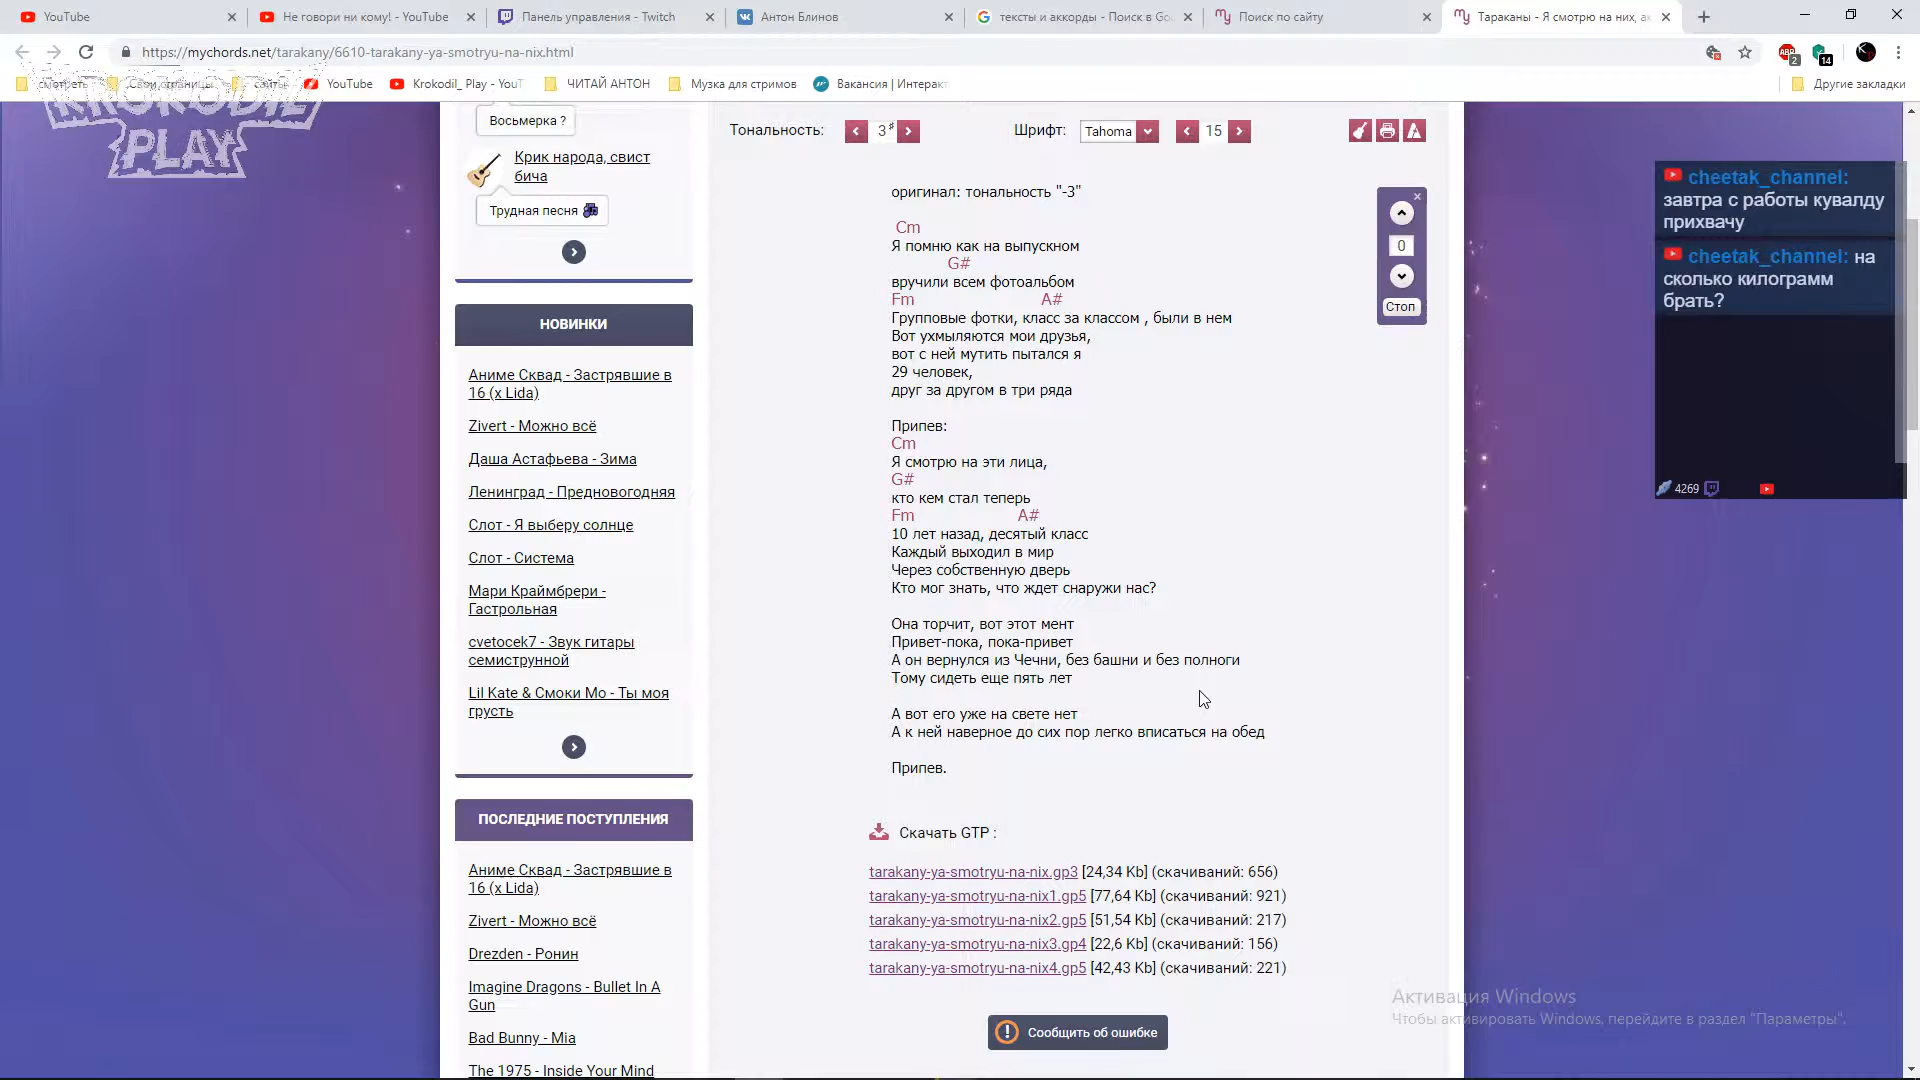 YouTube
Не говори ни кому! - YouTube
Панель управления - Twitch
Антон Блинов
тексты и аккорды - Поиск в Go
Поиск по сайту
Тараканы - Я смотрю на них, ак
https://mychords.net/tarakany/6610-tarakany-ya-smotryu-na-nix.html
смотреть
Свои страницы
сайты
YouTube
Krokodil_ Play - YouT
ЧИТАЙ АНТОН
Музка для стримов
Вакансия | Интеракт
Другие закладки
KROKODIL
PLAY
Восьмерка ?
Крик народа, свист
бича
Трудная песня
НОВИНКИ
Аниме Сквад - Застрявшие в
16 (x Lida)
Zivert - Можно всё
Даша Астафьева - Зима
Ленинград - Предновогодняя
Слот - Я выберу солнце
Слот - Система
Мари Краймбрери -
Гастрольная
cvetocek7 - Звук гитары
семиструнной
Lil Kate & Смоки Мо - Ты моя
грусть
ПОСЛЕДНИЕ ПОСТУПЛЕНИЯ
Аниме Сквад - Застрявшие в
16 (x Lida)
Zivert - Можно всё
Drezden - Ронин
Imagine Dragons - Bullet In A
Gun
Bad Bunny - Mia
The 1975 - Inside Your Mind
Тональность: 3♯
Шрифт: Tahoma 15
оригинал: тональность "-3"
Cm
Я помню как на выпускном
G#
вручили всем фотоальбом
Fm A#
Групповые фотки, класс за классом , были в нем
Вот ухмыляются мои друзья,
вот с ней мутить пытался я
29 человек,
друг за другом в три ряда
Припев:
Cm
Я смотрю на эти лица,
G#
кто кем стал теперь
Fm A#
10 лет назад, десятый класс
Каждый выходил в мир
Через собственную дверь
Кто мог знать, что ждет снаружи нас?
Она торчит, вот этот мент
Привет-пока, пока-привет
А он вернулся из Чечни, без башни и без полноги
Тому сидеть еще пять лет
А вот его уже на свете нет
А к ней наверное до сих пор легко вписаться на обед
Припев.
Скачать GTP :
tarakany-ya-smotryu-na-nix.gp3 [24,34 Kb] (скачиваний: 656)
tarakany-ya-smotryu-na-nix1.gp5 [77,64 Kb] (скачиваний: 921)
tarakany-ya-smotryu-na-nix2.gp5 [51,54 Kb] (скачиваний: 217)
tarakany-ya-smotryu-na-nix3.gp4 [22,6 Kb] (скачиваний: 156)
tarakany-ya-smotryu-na-nix4.gp5 [42,43 Kb] (скачиваний: 221)
Сообщить об ошибке
0
Стоп
cheetak_channel:
завтра с работы кувалду
прихвачу
cheetak_channel: на
сколько килограмм
брать?
4269
Активация Windows
Чтобы активировать Windows, перейдите в раздел "Параметры".
ABP
2
14